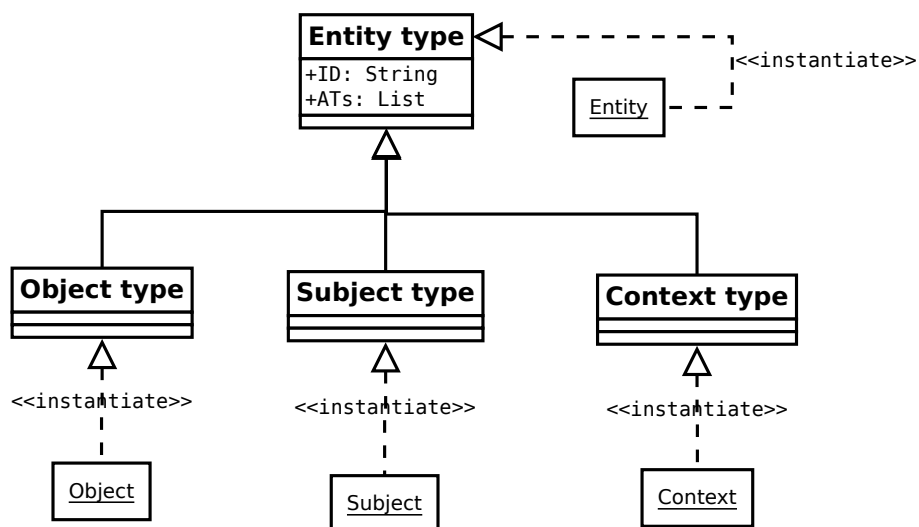 Entity type
+ID: String
+ATs: List
<<instantiate>>
Entity
Object type
Subject type
Context type
<<instantiate>>
<<instantiate>>
<<instantiate>>
Object
Subject
Context